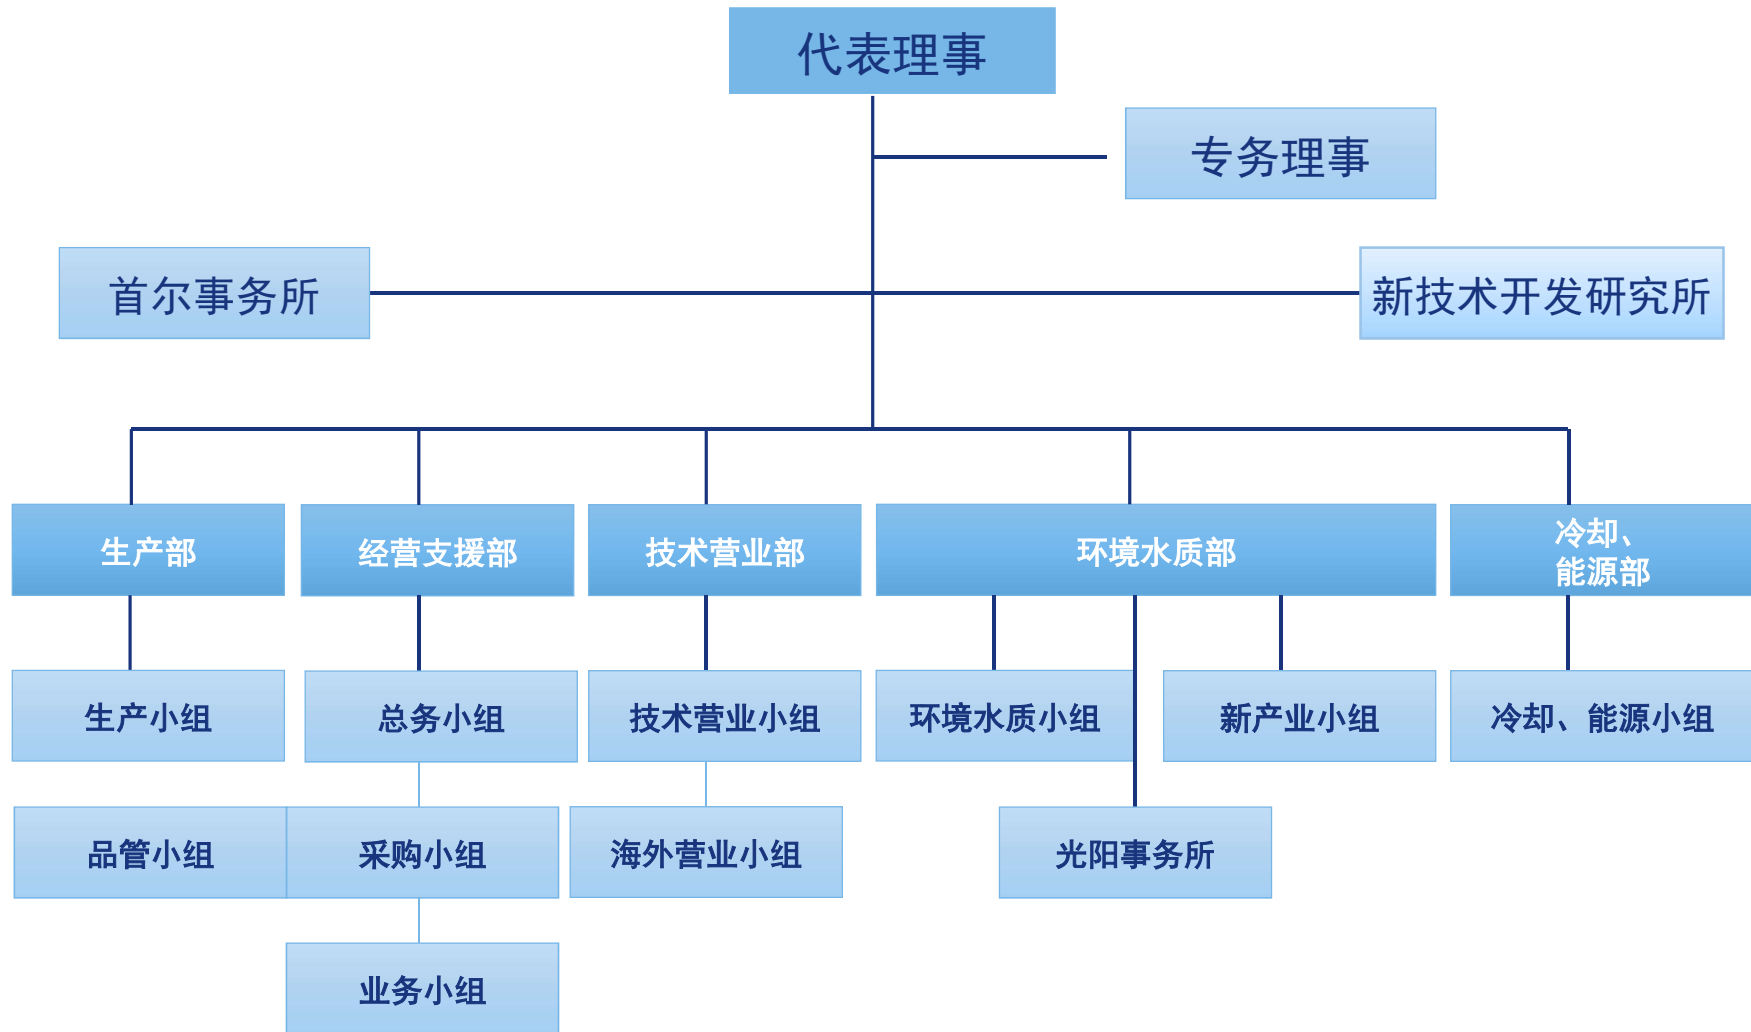 代表理事
专务理事
首尔事务所
新技术开发研究所
生产部
经营支援部
技术营业部
环境水质部
冷却、
能源部
生产小组
总务小组
技术营业小组
环境水质小组
新产业小组
冷却、能源小组
品管小组
采购小组
海外营业小组
光阳事务所
业务小组